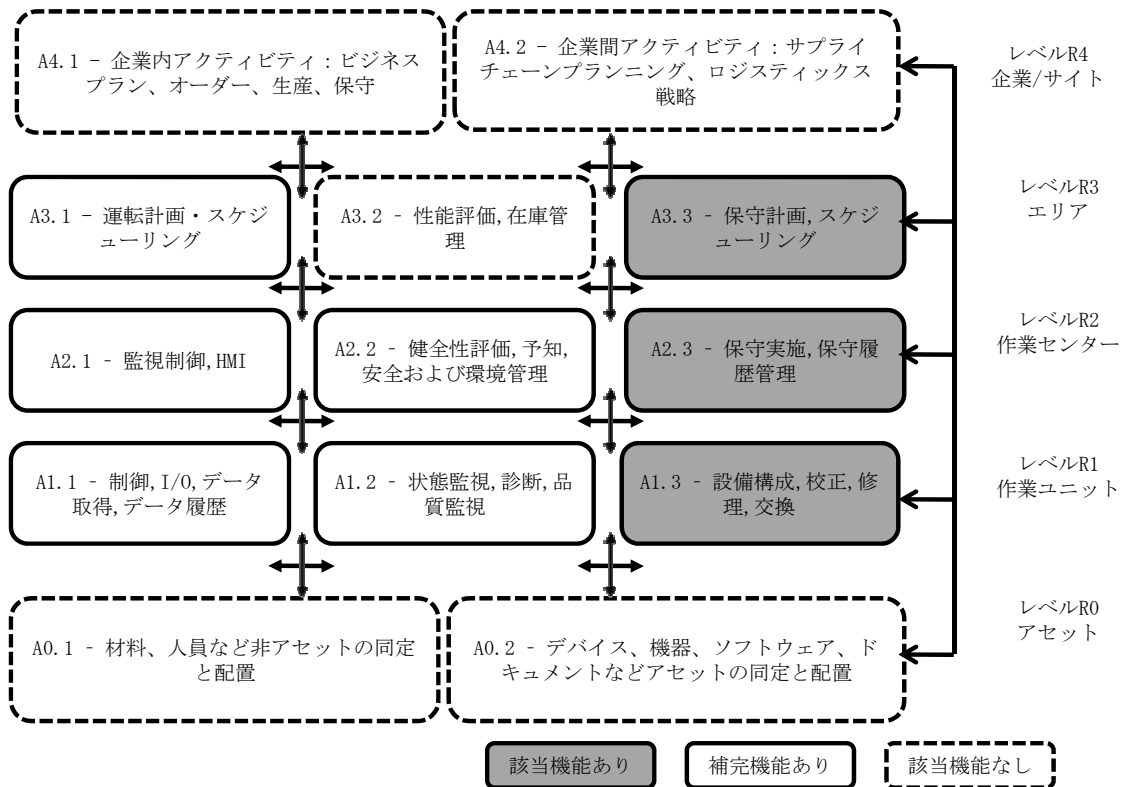 A4.1 - 企業内アクティビティ：ビジネス
プラン、オーダー、生産、保守
A4.2 - 企業間アクティビティ：サプライ
チェーンプランニング、ロジスティックス
戦略
レベルR4
企業/サイト
A3.1 - 運転計画・スケジ
ューリング
A3.2 - 性能評価,在庫管
理
A3.3 - 保守計画,スケジ
ューリング
レベルR3
エリア
A2.1 - 監視制御,HMI
A2.2 - 健全性評価,予知,
安全および環境管理
A2.3 - 保守実施,保守履
歴管理
レベルR2
作業センター
A1.1 - 制御,I/O,データ
取得,データ履歴
A1.2 - 状態監視,診断,品
質監視
A1.3 - 設備構成,校正,修
理,交換
レベルR1
作業ユニット
A0.1 - 材料、人員など非アセットの同定
と配置
A0.2 - デバイス、機器、ソフトウェア、ド
キュメントなどアセットの同定と配置
レベルR0
アセット
該当機能あり
補完機能あり
該当機能なし